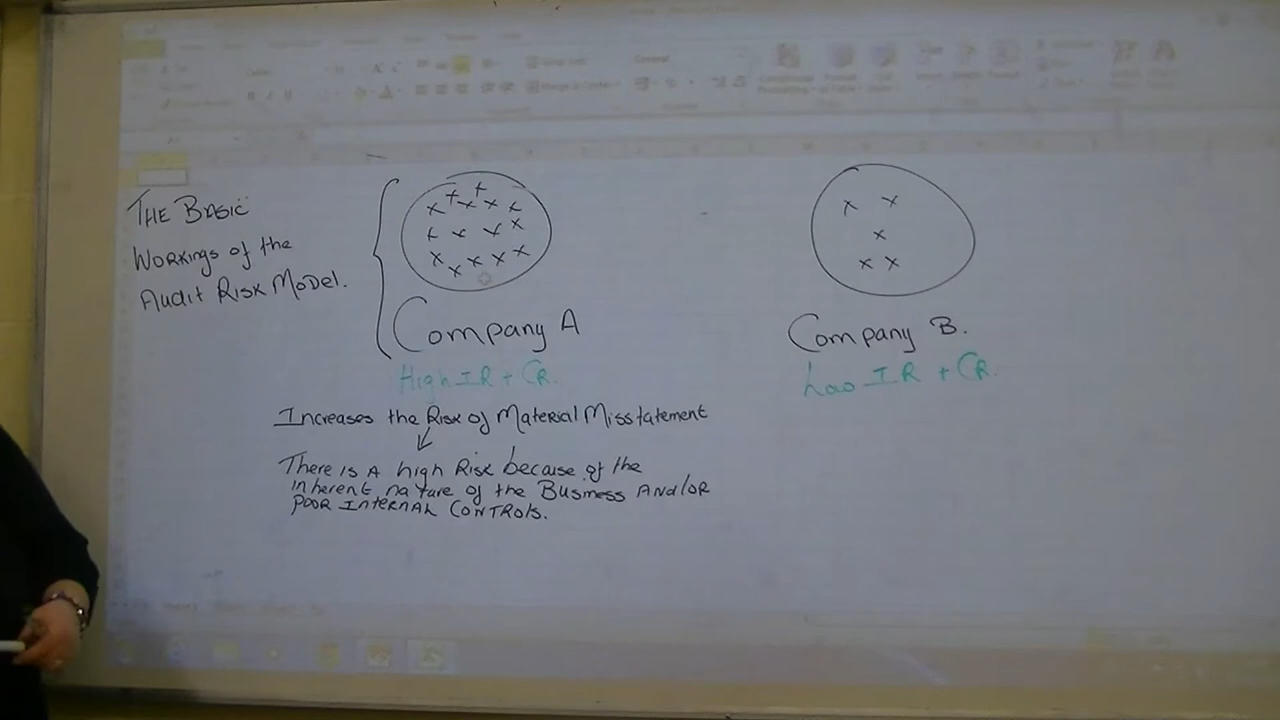 THE BASIC
WORKINGS of the
Audit RISK MODEL.
Company A
High IR + CR.
Increases the Risk of Material Misstatement
There is A high Risk because of the
inherent nature of the Business And/or
POOR INTERNAL CONTROLS.
Company B.
Low IR + CR.